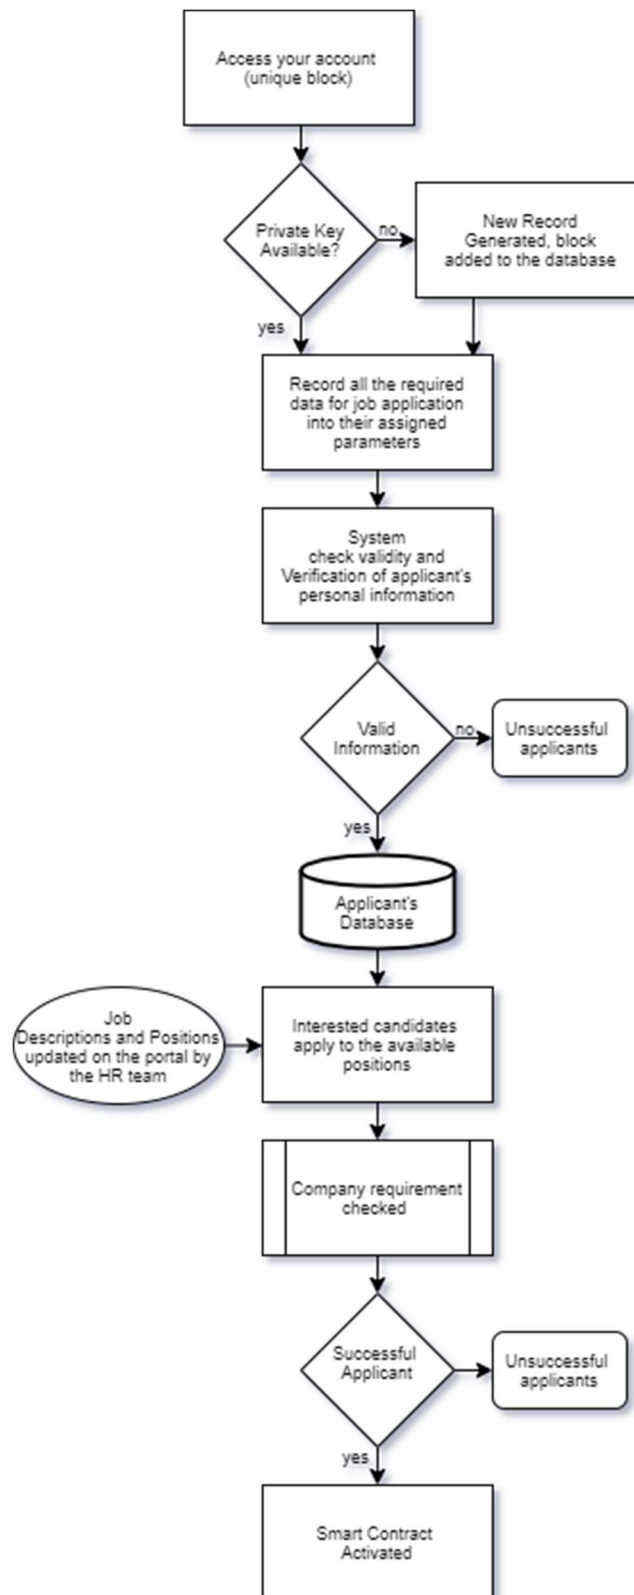 Access your account
(unique block)
Private Key
Available?
no
New Record
Generated, block
added to the database
yes
Record all the required
data for job application
into their assigned
parameters
System
check validity and
Verification of applicant's
personal information
Valid
Information
no
Unsuccessful
applicants
yes
Applicant's
Database
Job
Descriptions and Positions
updated on the portal by
the HR team
Interested candidates
apply to the available
positions
Company requirement
checked
Successful
Applicant
Unsuccessful
applicants
yes
Smart Contract
Activated